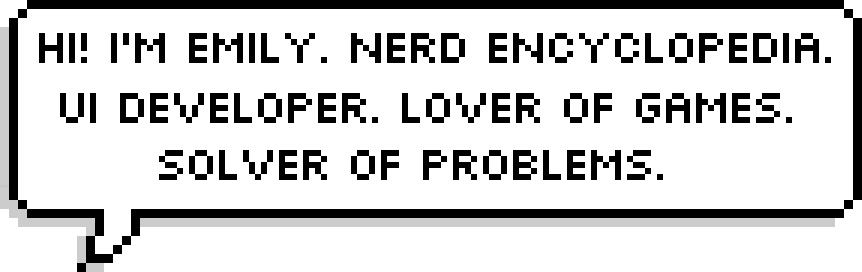 HI! I'M EMILY. NERD ENCYCLOPEDIA.
UI DEVELOPER. LOVER OF GAMES.
SOLVER OF PROBLEMS.